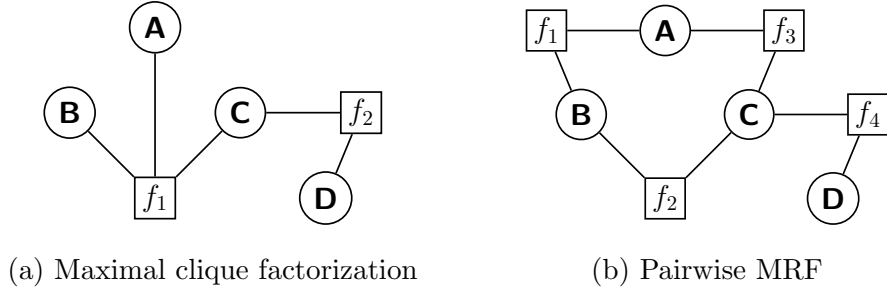 A
B
C
f₂
f₁
D
(a) Maximal clique factorization
f₁
A
f₃
B
C
f₄
f₂
D
(b) Pairwise MRF